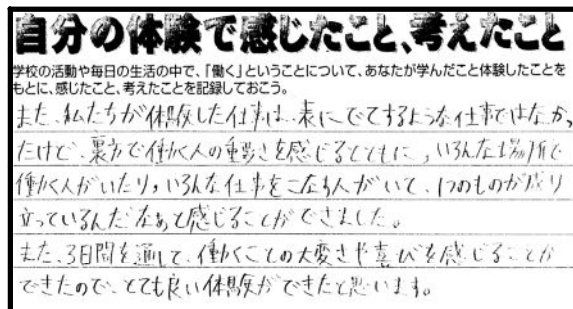 自分の体験で感じたこと、考えたこと
学校の活動や毎日の生活の中で、「働く」ということについて、あなたが学んだこと体験したことを
もとに、感じたこと、考えたことを記録しておこう。
また、私たちが体験した仕事は、表にでてするような仕事ではなかっ
たけど、裏方で働く人の重要さを感じるとともに、いろんな場所で
働く人がいたり、いろんな仕事をこなす人がいて、1つのものが成り
立っているんだなあと感じることができました。
また、3日間を通して、働くことの大変さや喜びを感じることが
できたので、とても良い体験ができたと思います。